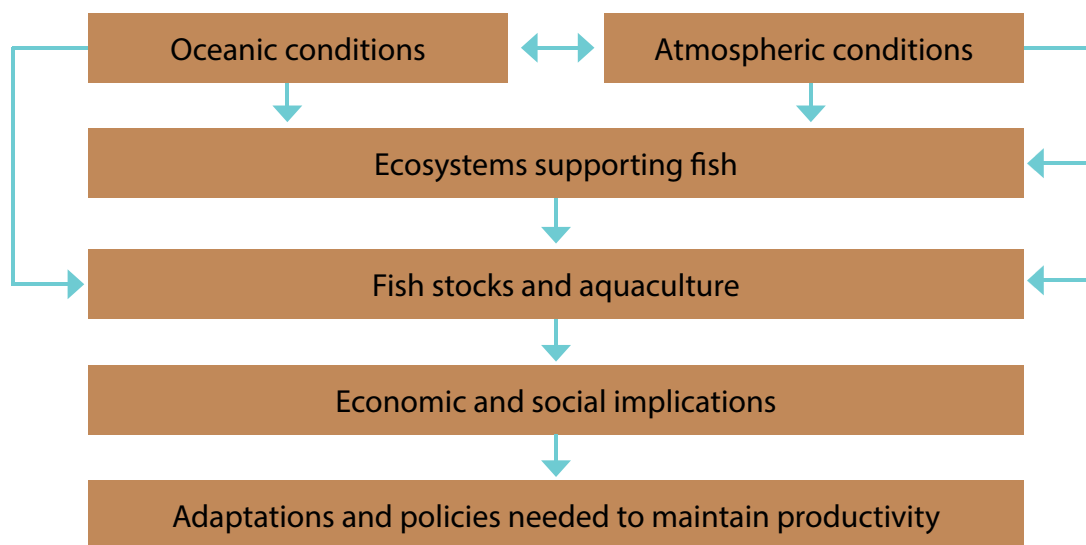 Oceanic conditions
Atmospheric conditions
Ecosystems supporting fish
Fish stocks and aquaculture
Economic and social implications
Adaptations and policies needed to maintain productivity